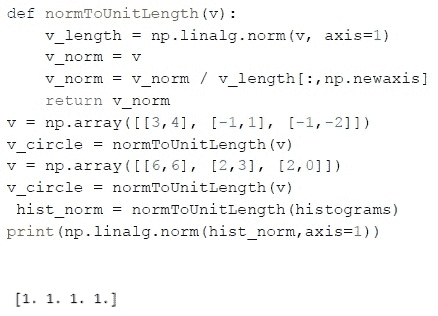 def normToUnitLength(v):
    v_length = np.linalg.norm(v, axis=1)
    v_norm = v
    v_norm = v_norm / v_length[:,np.newaxis]
    return v_norm
v = np.array([[3,4], [-1,1], [-1,-2]])
v_circle = normToUnitLength(v)
v = np.array([[6,6], [2,3], [2,0]])
v_circle = normToUnitLength(v)
 hist_norm = normToUnitLength(histograms)
print(np.linalg.norm(hist_norm,axis=1))
[1. 1. 1. 1.]